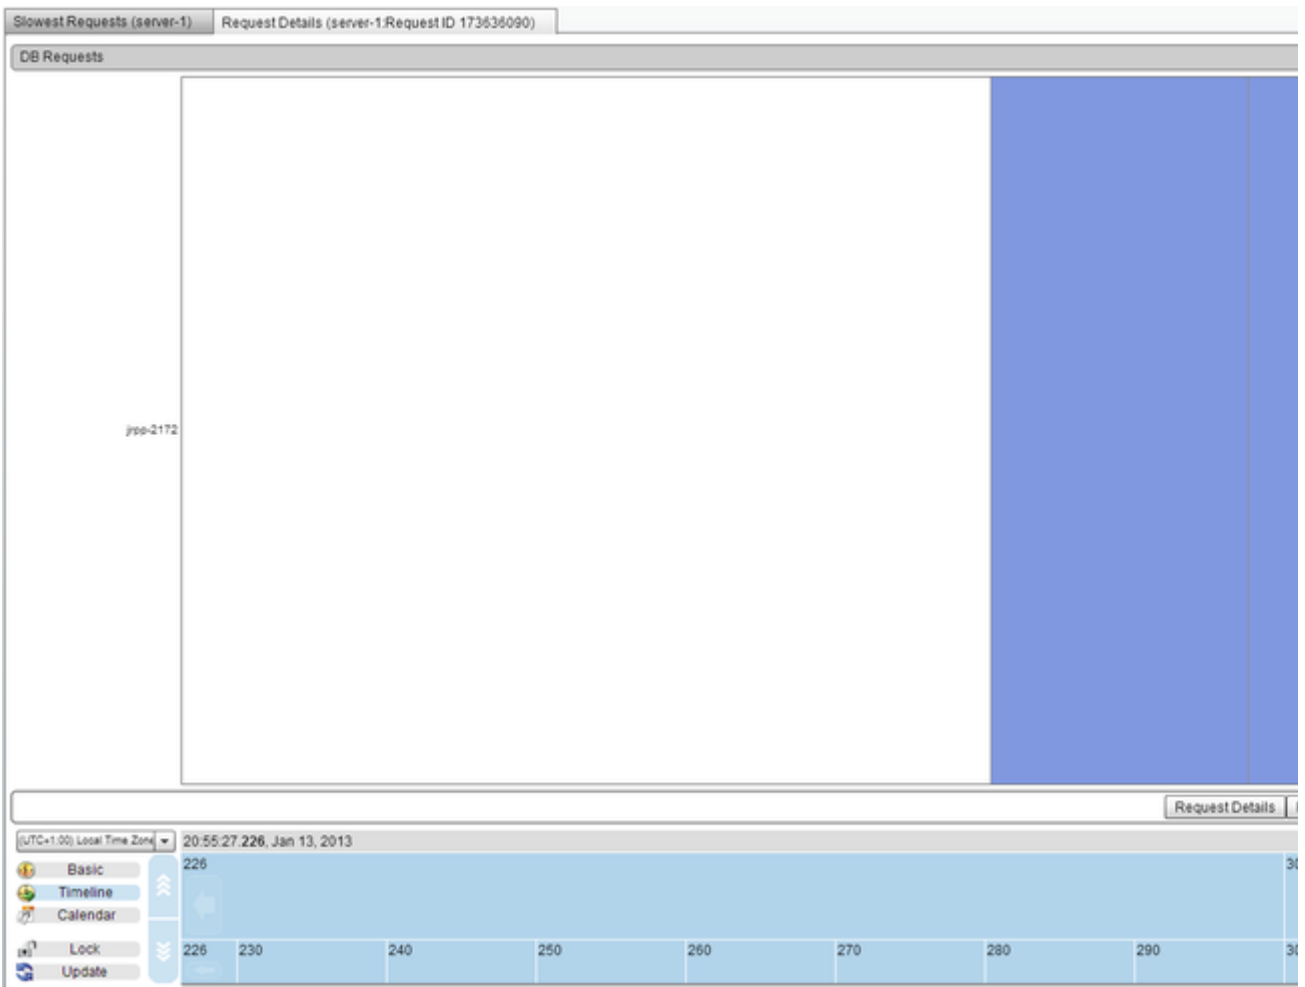 Slowest Requests (server-1) Request Details (server-1:Request ID 173636090)
DB Requests
jrpp-2172
Request Details
(UTC+1:00) Local Time Zone 20:55:27.226, Jan 13, 2013
226
Basic
Timeline
Calendar
226 230 240 250 260 270 280 290
Lock
Update